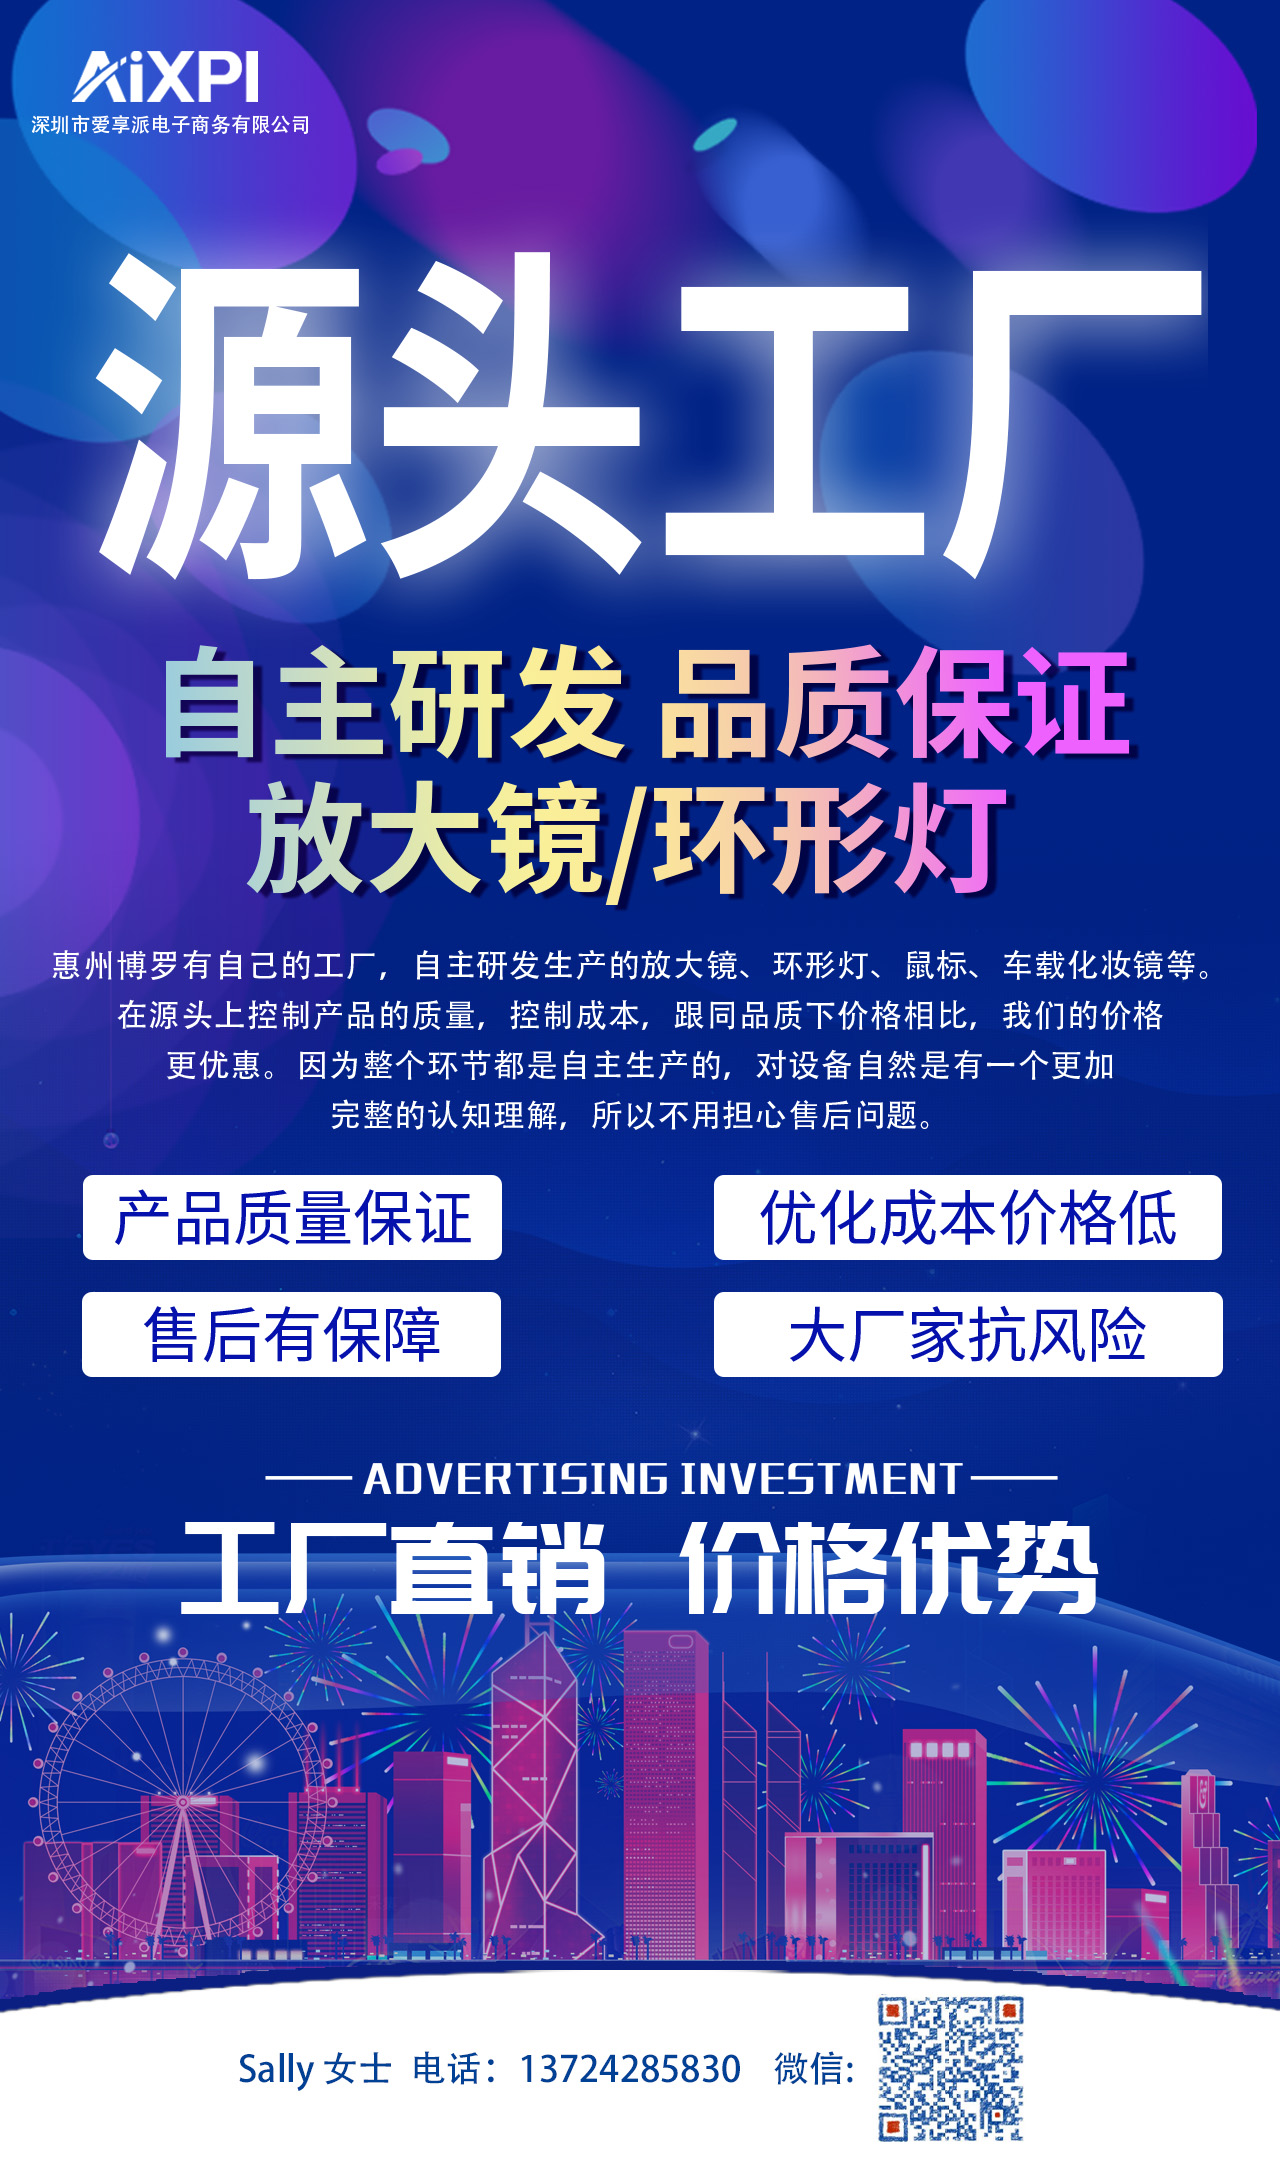 AiXPI
深圳市爱享派电子商务有限公司
源头工厂
自主研发 品质保证
放大镜/环形灯
惠州博罗有自己的工厂，自主研发生产的放大镜、环形灯、鼠标、车载化妆镜等。
在源头上控制产品的质量，控制成本，跟同品质下价格相比，我们的价格
更优惠。因为整个环节都是自主生产的，对设备自然是有一个更加
完整的认知理解，所以不用担心售后问题。
产品质量保证
优化成本价格低
售后有保障
大厂家抗风险
ADVERTISING INVESTMENT
工厂直销 价格优势
Sally 女士 电话：13724285830 微信: